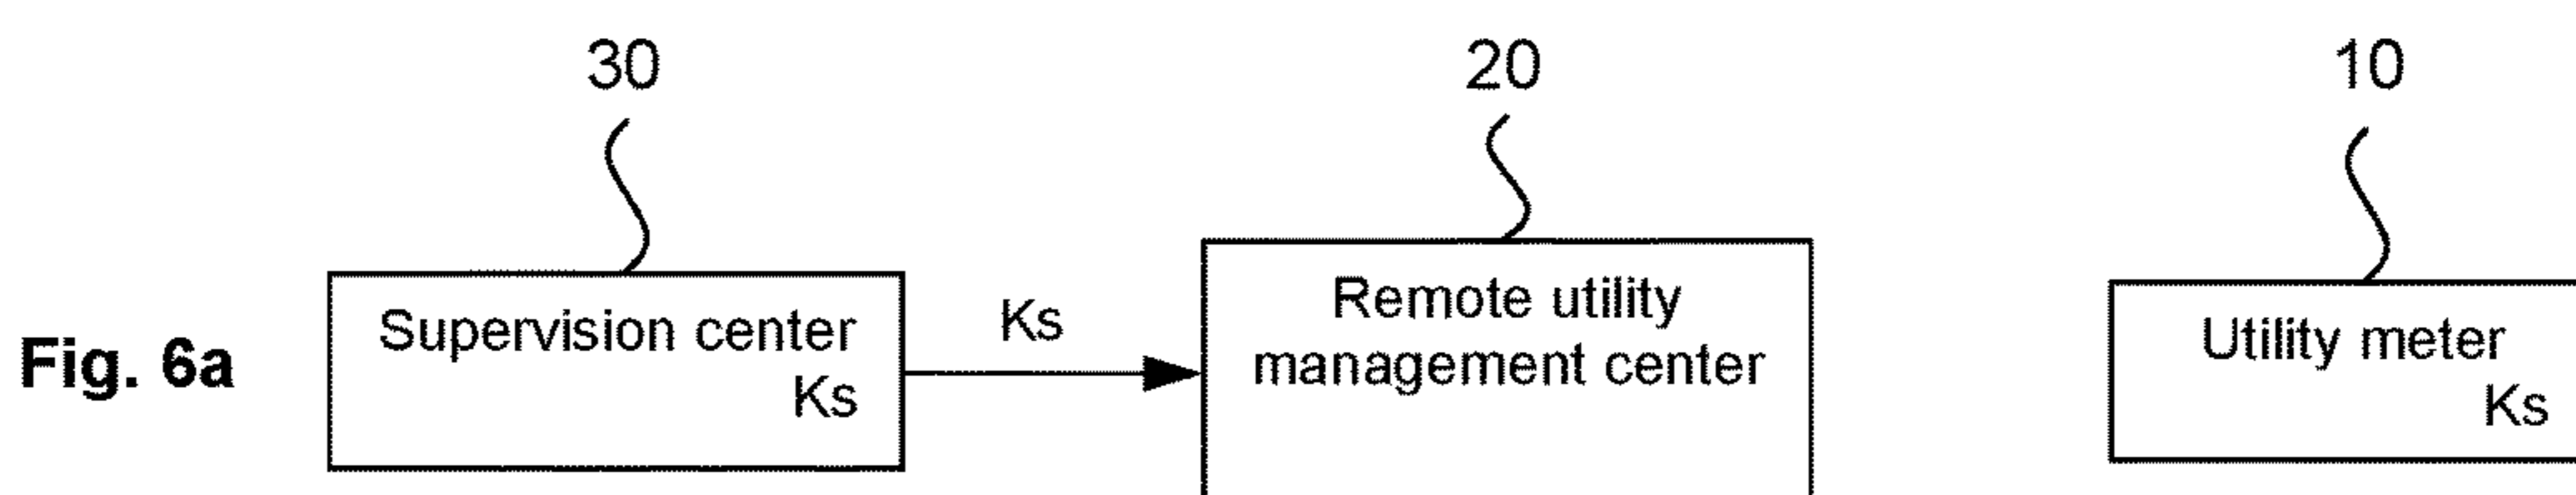 30
20
10
Fig. 6a
Supervision center
Ks
Ks
Remote utility
management center
Utility meter
Ks